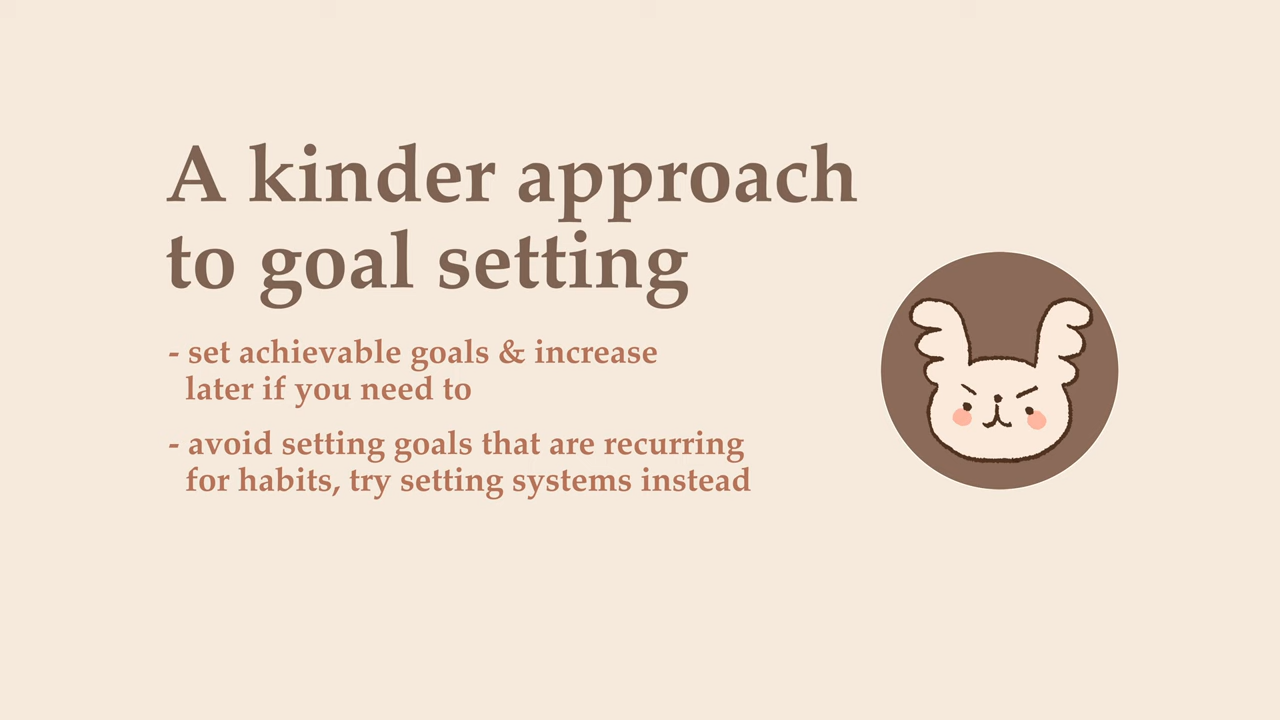 A kinder approach
to goal setting
- set achievable goals & increase
later if you need to
- avoid setting goals that are recurring
for habits, try setting systems instead